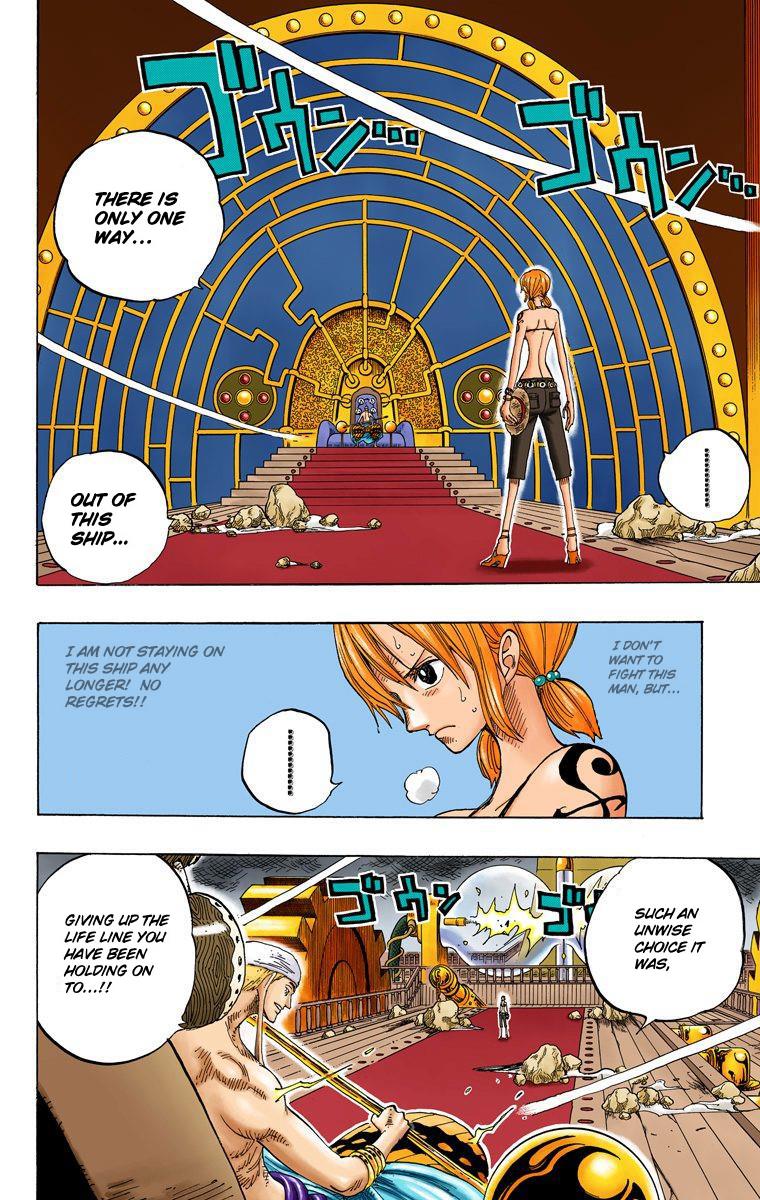 ゴウン…
ゴウン…
THERE IS
ONLY ONE
WAY...
OUT OF
THIS
SHIP...
...........
I DON'T
WANT TO
FIGHT THIS
MAN, BUT...
I AM NOT STAYING ON
THIS SHIP ANY
LONGER! NO
REGRETS!!
...........
ゴウン
ゴウ
SUCH AN
UNWISE
CHOICE IT
WAS,
GIVING UP THE
LIFE LINE YOU
HAVE BEEN
HOLDING ON
TO...!!